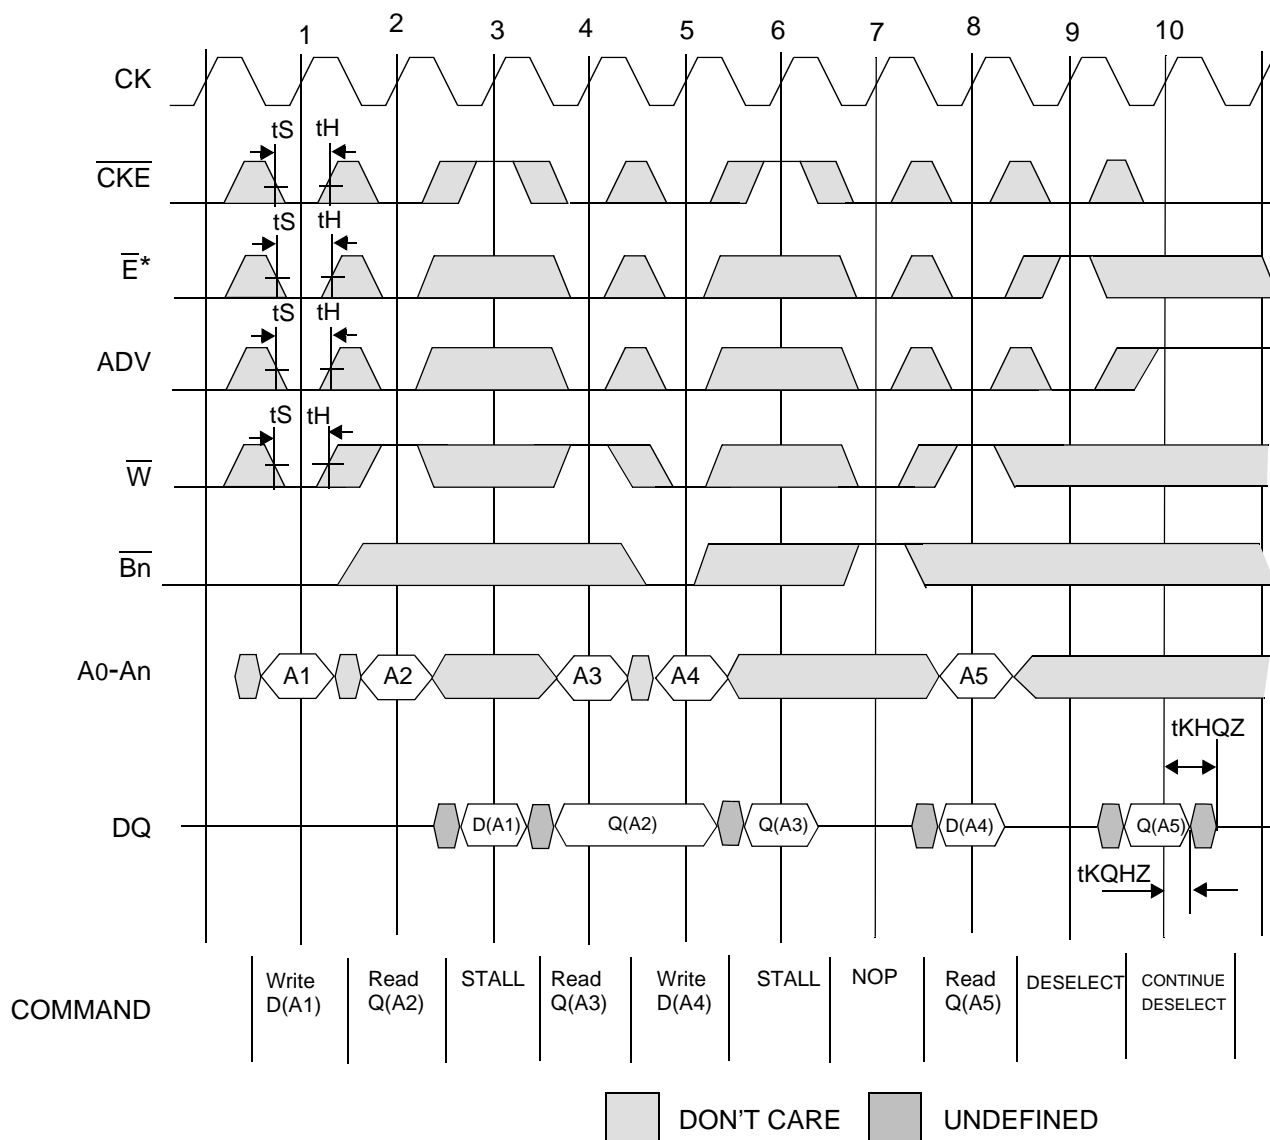 1 2 3 4 5 6 7 8 9 10
CK
tS tH
CKE
tS tH
E*
tS tH
ADV
tS tH
W
Bn
A0-An A1 A2 A3 A4 A5
tKHQZ
DQ D(A1) Q(A2) Q(A3) D(A4) Q(A5)
tKQHZ
COMMAND
Write
D(A1)
Read
Q(A2)
STALL
Read
Q(A3)
Write
D(A4)
STALL
NOP
Read
Q(A5)
DESELECT
CONTINUE
DESELECT
DON'T CARE UNDEFINED